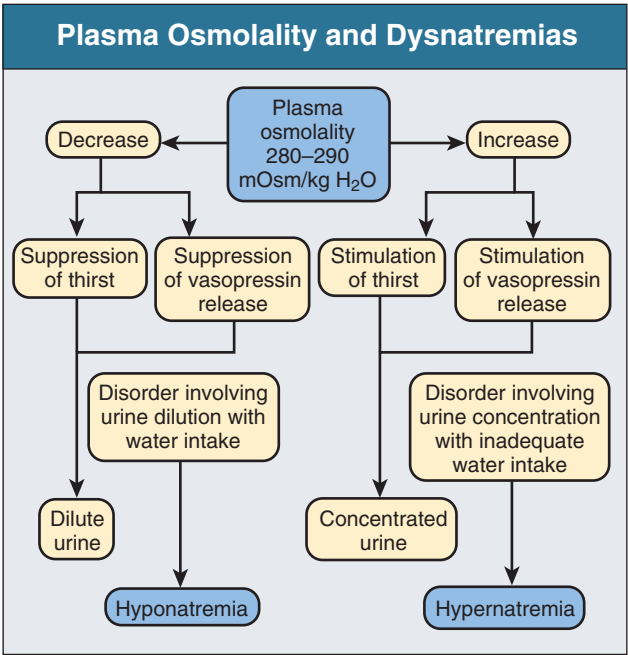 Plasma Osmolality and Dysnatremias
Plasma
osmolality
280–290
mOsm/kg H₂O
Decrease
Increase
Suppression
of thirst
Suppression
of vasopressin
release
Stimulation
of thirst
Stimulation
of vasopressin
release
Disorder involving
urine dilution with
water intake
Disorder involving
urine concentration
with inadequate
water intake
Dilute
urine
Concentrated
urine
Hyponatremia
Hypernatremia